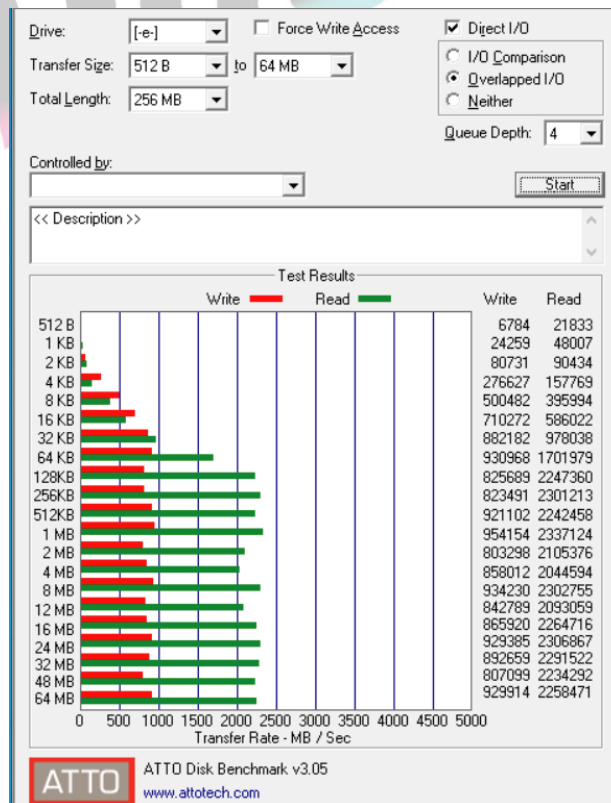 Drive: [-e-] Force Write Access Direct I/O
Transfer Size: 512 B to 64 MB I/O Comparison
Overlapped I/O
Total Length: 256 MB Neither
Queue Depth: 4
Controlled by:
Start
<< Description >>
Test Results
Write Read Write Read
512 B 6784 21833
1 KB 24259 48007
2 KB 80731 90434
4 KB 276627 157769
8 KB 500482 395994
16 KB 710272 586022
32 KB 882182 978038
64 KB 930968 1701979
128KB 825689 2247360
256KB 823491 2301213
512KB 921102 2242458
1 MB 954154 2337124
2 MB 803298 2105376
4 MB 858012 2044594
8 MB 934230 2302755
12 MB 842789 2093059
16 MB 865920 2264716
24 MB 929385 2306867
32 MB 892659 2291522
48 MB 807099 2234292
64 MB 929914 2258471
0 500 1000 1500 2000 2500 3000 3500 4000 4500 5000
Transfer Rate - MB / Sec
ATTO
ATTO Disk Benchmark v3.05
www.attotech.com